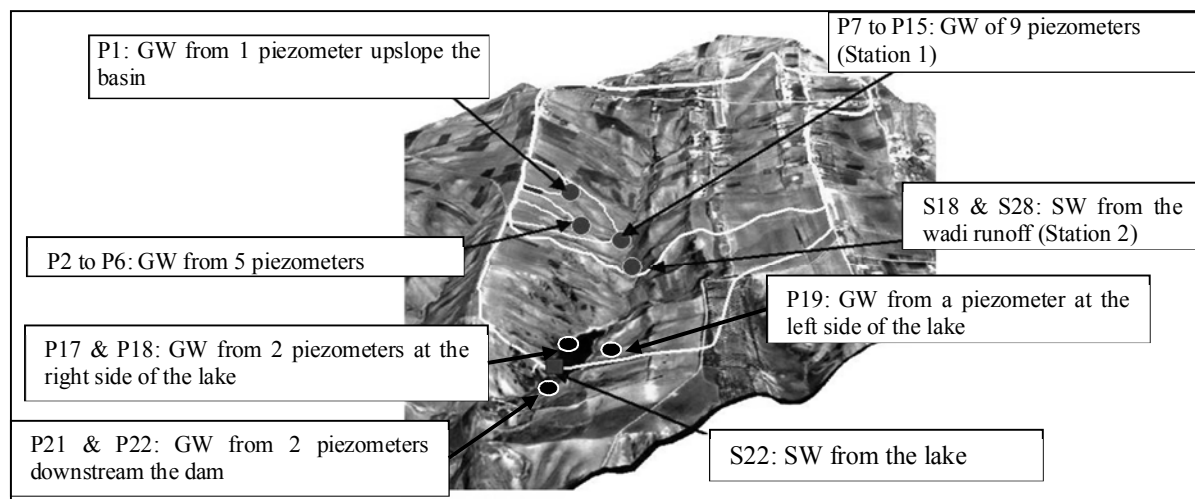 P1: GW from 1 piezometer upslope the
basin
P7 to P15: GW of 9 piezometers
(Station 1)
S18 & S28: SW from the
wadi runoff (Station 2)
P2 to P6: GW from 5 piezometers
P19: GW from a piezometer at the
left side of the lake
P17 & P18: GW from 2 piezometers at the
right side of the lake
P21 & P22: GW from 2 piezometers
downstream the dam
S22: SW from the lake